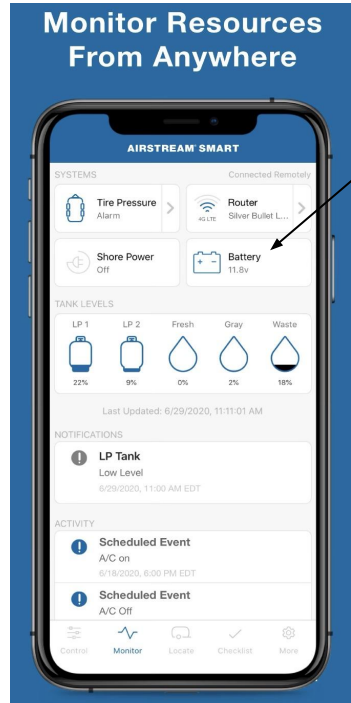 Monitor Resources
From Anywhere
AIRSTREAM® SMART
SYSTEMS Connected Remotely
Tire Pressure
Alarm
4G LTE
Router
Silver Bullet L...
Shore Power
Off
+ -
Battery
11.8v
TANK LEVELS
LP 1 LP 2 Fresh Gray Waste
22% 9% 0% 2% 18%
Last Updated: 6/29/2020, 11:11:01 AM
NOTIFICATIONS
LP Tank
Low Level
6/29/2020, 11:00 AM EDT
ACTIVITY
Scheduled Event
A/C on
6/18/2020, 6:00 PM EDT
Scheduled Event
A/C Off
Control Monitor Locate Checklist More